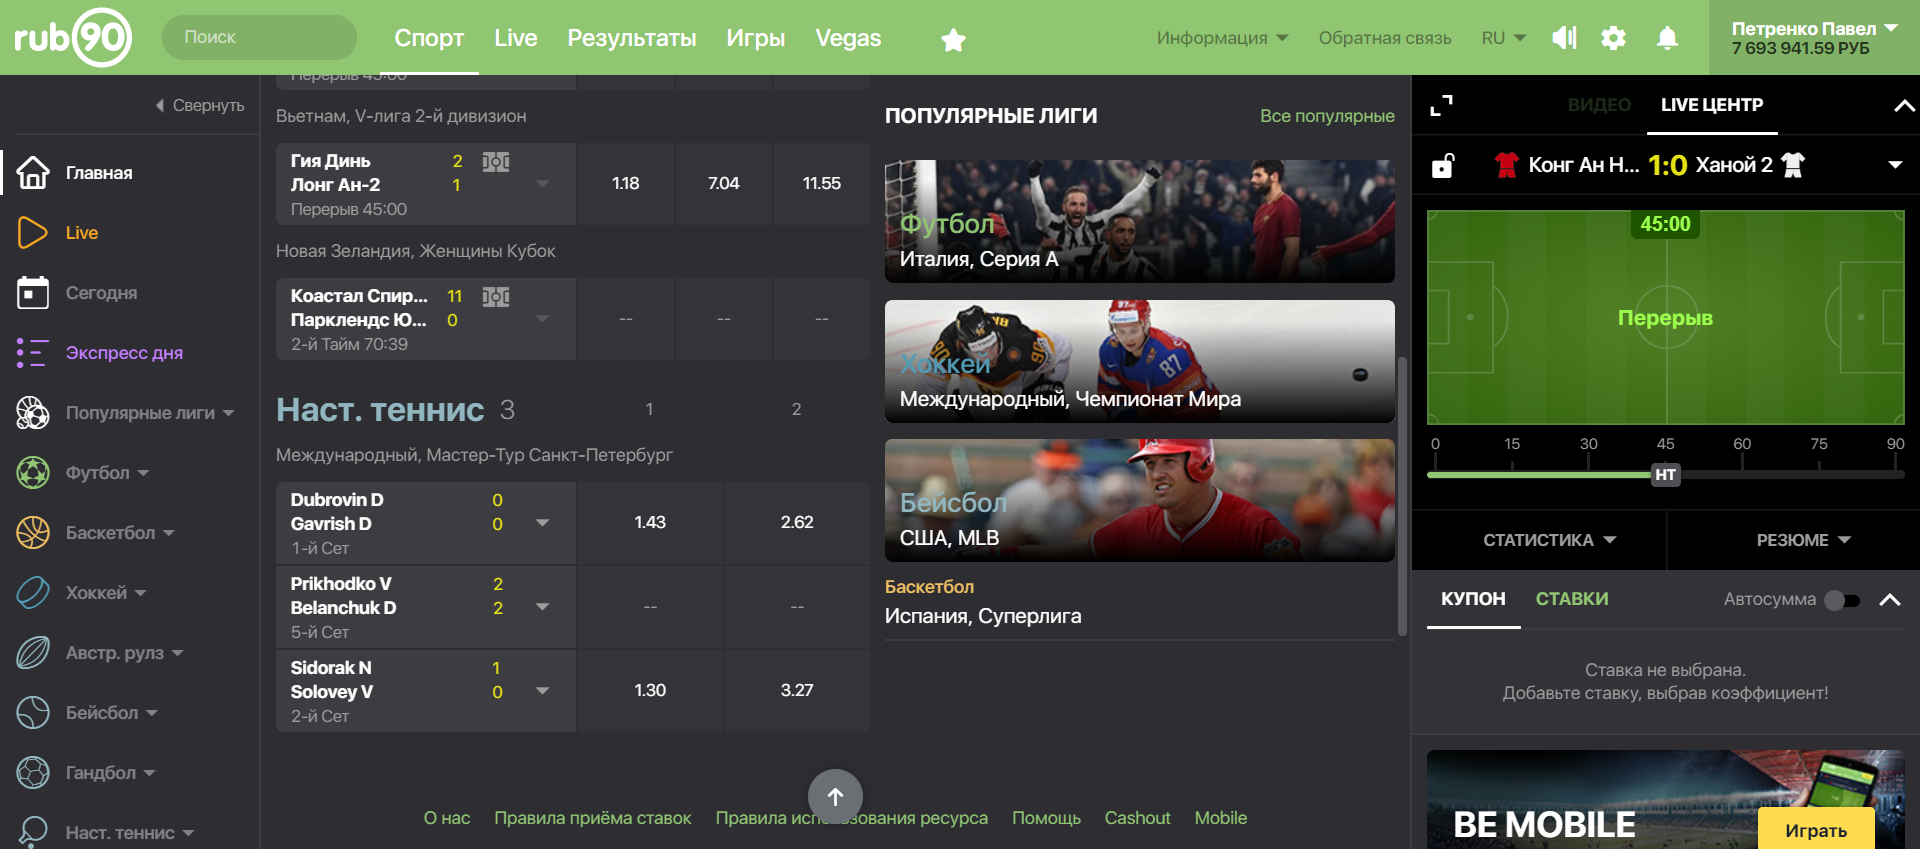 rub90
Поиск
Спорт
Live
Результаты
Игры
Vegas
Информация
Обратная связь
RU
Петренко Павел
7 693 941.59 РУБ
Свернуть
Главная
Live
Сегодня
Экспресс дня
Популярные лиги
Футбол
Баскетбол
Хоккей
Австр. рулз
Бейсбол
Гандбол
Наст. теннис
Перерыв 45:00
Вьетнам, V-лига 2-й дивизион
Гия Динь 2
Лонг Ан-2 1
Перерыв 45:00
1.18 7.04 11.55
Новая Зеландия, Женщины Кубок
Коастал Спир... 11
Парклендс Ю... 0
2-й Тайм 70:39
-- -- --
Наст. теннис 3 1 2
Международный, Мастер-Тур Санкт-Петербург
Dubrovin D 0
Gavrish D 0
1-й Сет
1.43 2.62
Prikhodko V 2
Belanchuk D 2
5-й Сет
-- --
Sidorak N 1
Solovey V 0
2-й Сет
1.30 3.27
ПОПУЛЯРНЫЕ ЛИГИ
Все популярные
Футбол
Италия, Серия А
Хоккей
Международный, Чемпионат Мира
Бейсбол
США, MLB
Баскетбол
Испания, Суперлига
ВИДЕО
LIVE ЦЕНТР
Конг Ан Н... 1:0 Ханой 2
45:00
Перерыв
0 15 30 45 60 75 90
HT
СТАТИСТИКА
РЕЗЮМЕ
КУПОН
СТАВКИ
Автосумма
Ставка не выбрана.
Добавьте ставку, выбрав коэффициент!
BE MOBILE
Играть
О нас
Правила приёма ставок
Правила использования ресурса
Помощь
Cashout
Mobile